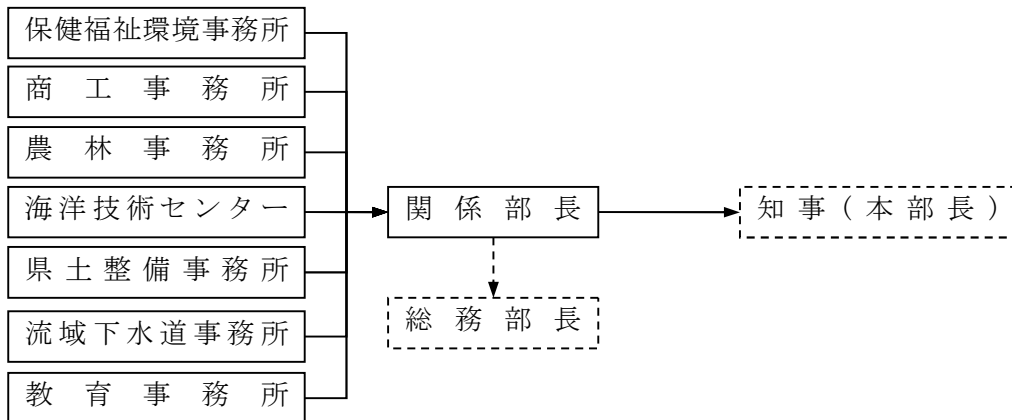 保健福祉環境事務所
商工事務所
農林事務所
海洋技術センター
関係部長
知事(本部長)
県土整備事務所
総務部長
流域下水道事務所
教育事務所